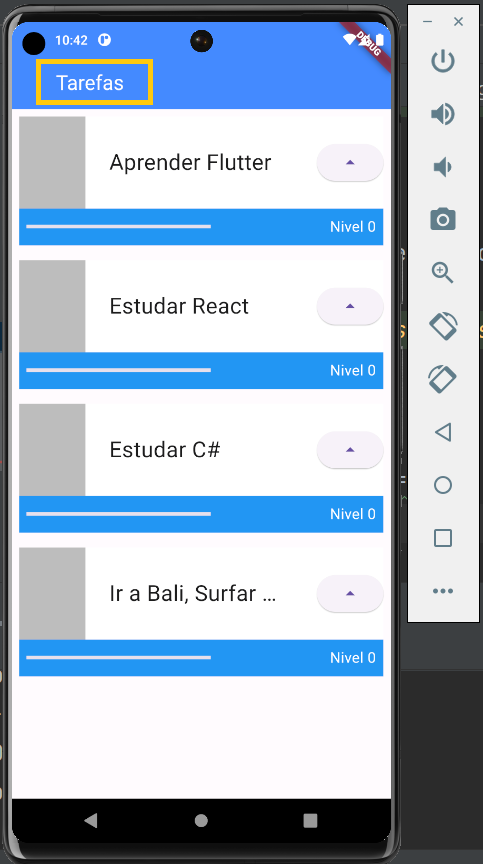 10:42
DEBUG
Tarefas
Aprender Flutter
Nivel 0
Estudar React
Nivel 0
Estudar C#
Nivel 0
Ir a Bali, Surfar ...
Nivel 0